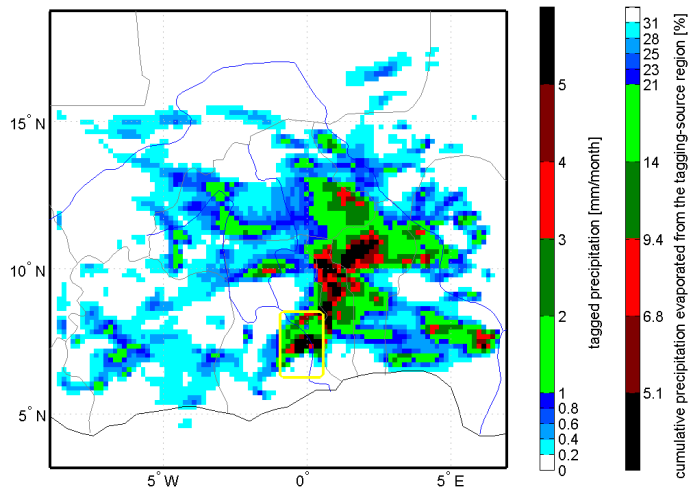 15° N
10° N
5° N
5° W
0°
5° E
5
4
3
2
1
0.8
0.6
0.4
0.2
0
tagged precipitation [mm/month]
31
28
25
23
21
14
9.4
6.8
5.1
cumulative precipitation evaporated from the tagging-source region [%]